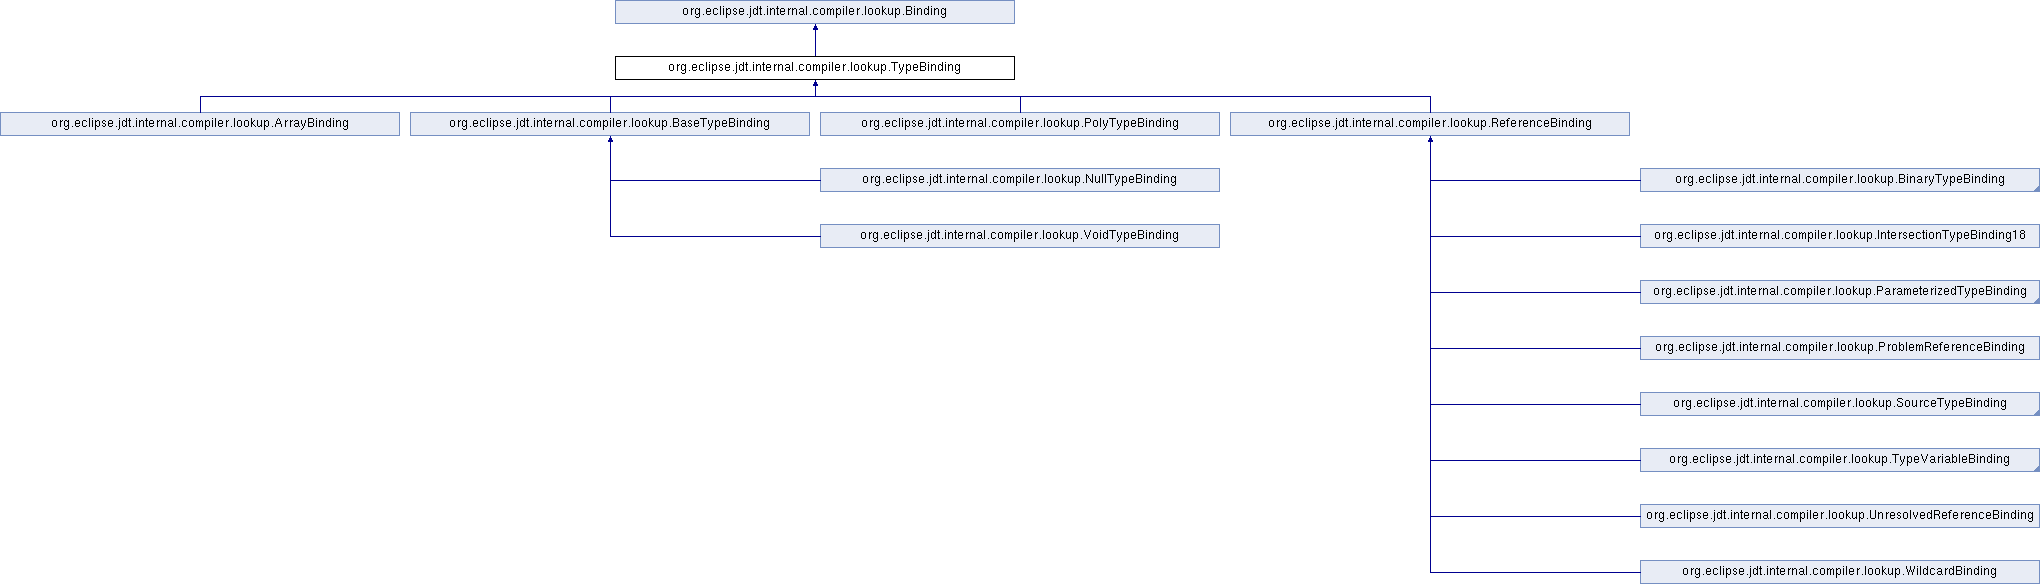 org.eclipse.jdt.internal.compiler.lookup.Binding
org.eclipse.jdt.internal.compiler.lookup.TypeBinding
org.eclipse.jdt.internal.compiler.lookup.ArrayBinding
org.eclipse.jdt.internal.compiler.lookup.BaseTypeBinding
org.eclipse.jdt.internal.compiler.lookup.PolyTypeBinding
org.eclipse.jdt.internal.compiler.lookup.ReferenceBinding
org.eclipse.jdt.internal.compiler.lookup.NullTypeBinding
org.eclipse.jdt.internal.compiler.lookup.BinaryTypeBinding
org.eclipse.jdt.internal.compiler.lookup.VoidTypeBinding
org.eclipse.jdt.internal.compiler.lookup.IntersectionTypeBinding18
org.eclipse.jdt.internal.compiler.lookup.ParameterizedTypeBinding
org.eclipse.jdt.internal.compiler.lookup.ProblemReferenceBinding
org.eclipse.jdt.internal.compiler.lookup.SourceTypeBinding
org.eclipse.jdt.internal.compiler.lookup.TypeVariableBinding
org.eclipse.jdt.internal.compiler.lookup.UnresolvedReferenceBinding
org.eclipse.jdt.internal.compiler.lookup.WildcardBinding